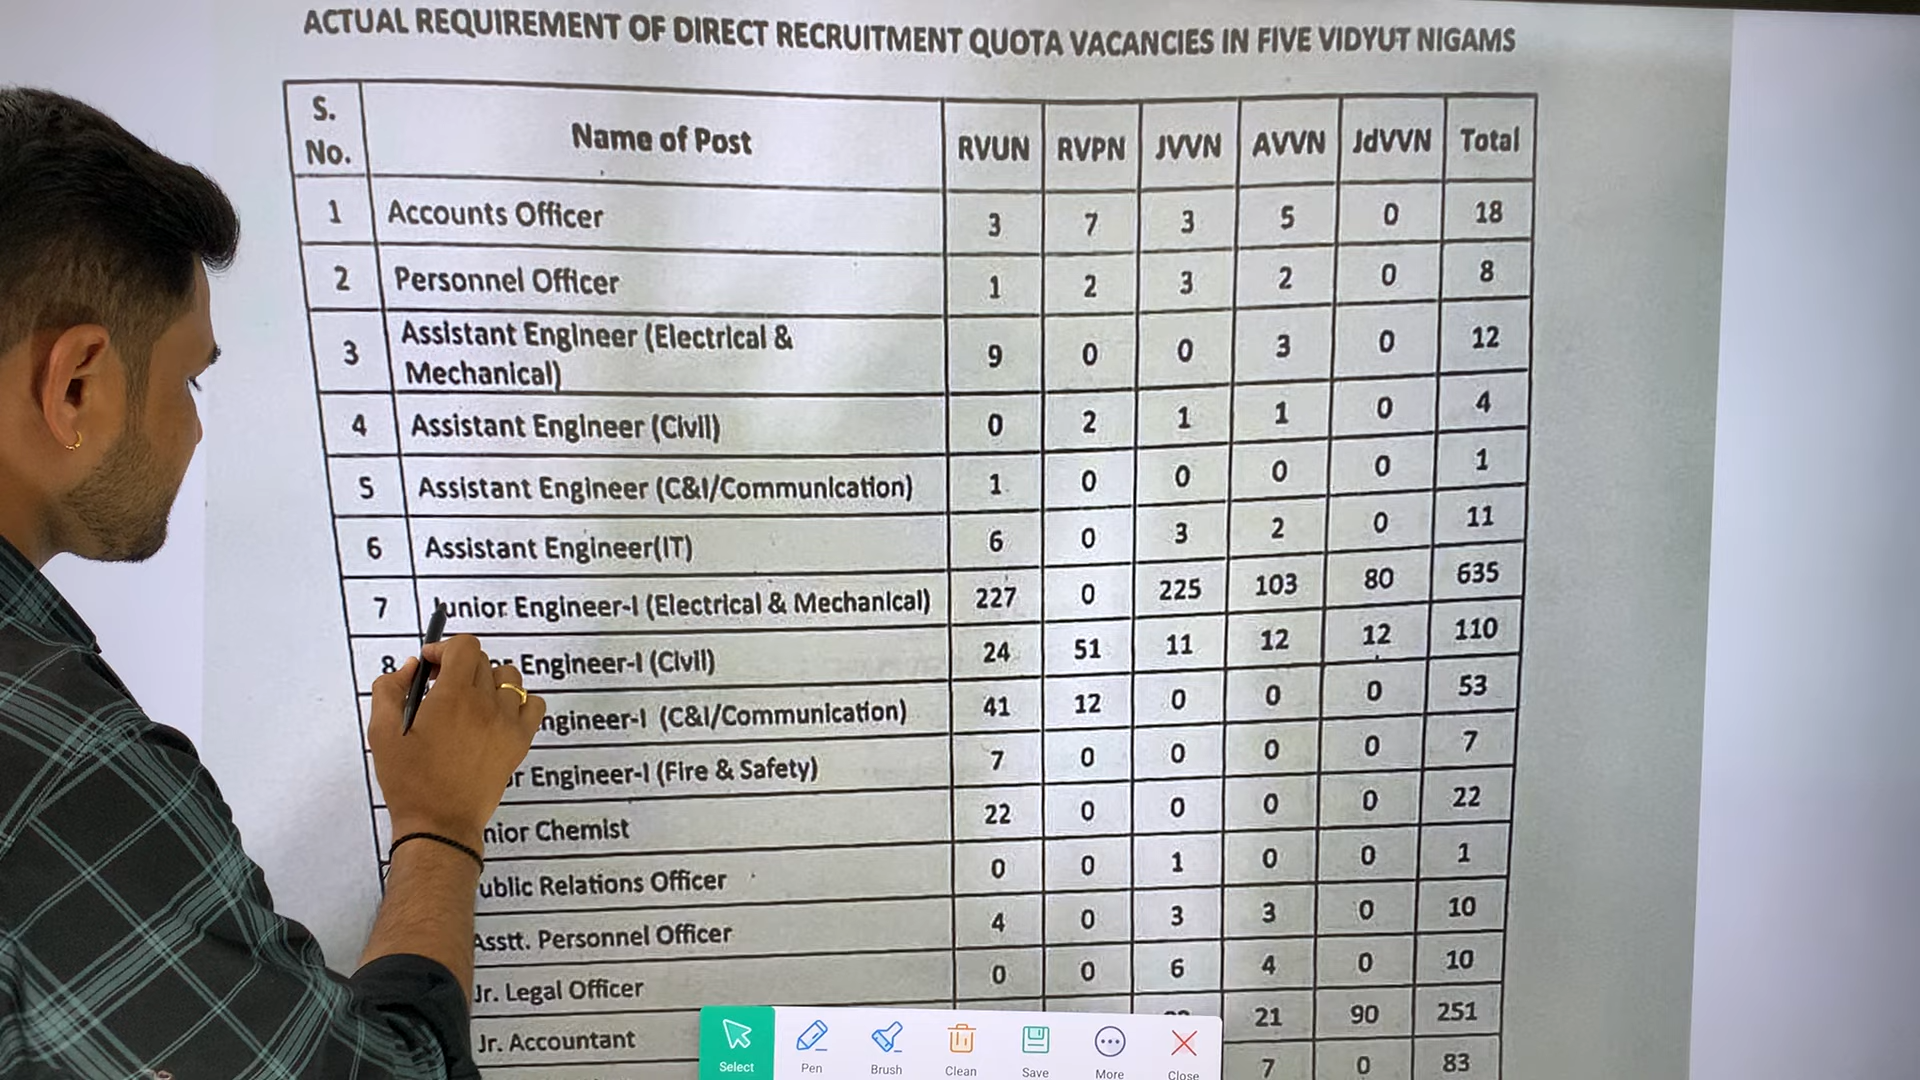 ACTUAL REQUIREMENT OF DIRECT RECRUITMENT QUOTA VACANCIES IN FIVE VIDYUT NIGAMS
S. No. Name of Post RVUN RVPN JVVN AVVN JdVVN Total
1 Accounts Officer 3 7 3 5 0 18
2 Personnel Officer 1 2 3 2 0 8
3 Assistant Engineer (Electrical &
Mechanical) 9 0 0 3 0 12
4 Assistant Engineer (Civil) 0 2 1 1 0 4
5 Assistant Engineer (C&I/Communication) 1 0 0 0 0 1
6 Assistant Engineer(IT) 6 0 3 2 0 11
7 Junior Engineer-I (Electrical & Mechanical) 227 0 225 103 80 635
8 Engineer-I (Civil) 24 51 11 12 12 110
ngineer-I (C&I/Communication) 41 12 0 0 0 53
r Engineer-I (Fire & Safety) 7 0 0 0 0 7
nior Chemist 22 0 0 0 0 22
ublic Relations Officer 0 0 1 0 0 1
Asstt. Personnel Officer 4 0 3 3 0 10
Jr. Legal Officer 0 0 6 4 0 10
Jr. Accountant 21 90 251
7 0 83
Select Pen Brush Clean Save More Close